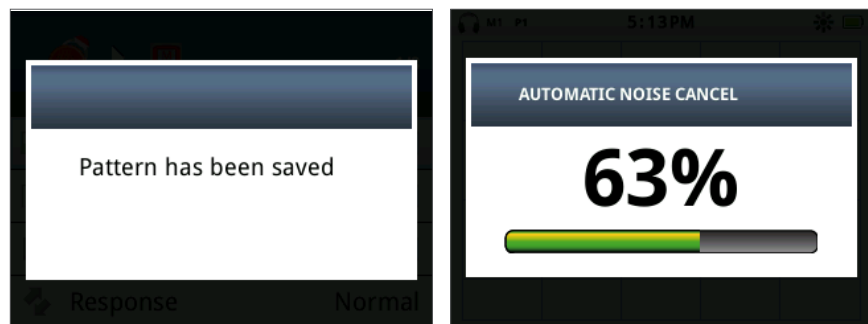 Pattern has been saved
Response Normal
M1 P1 5:13PM
AUTOMATIC NOISE CANCEL
63%